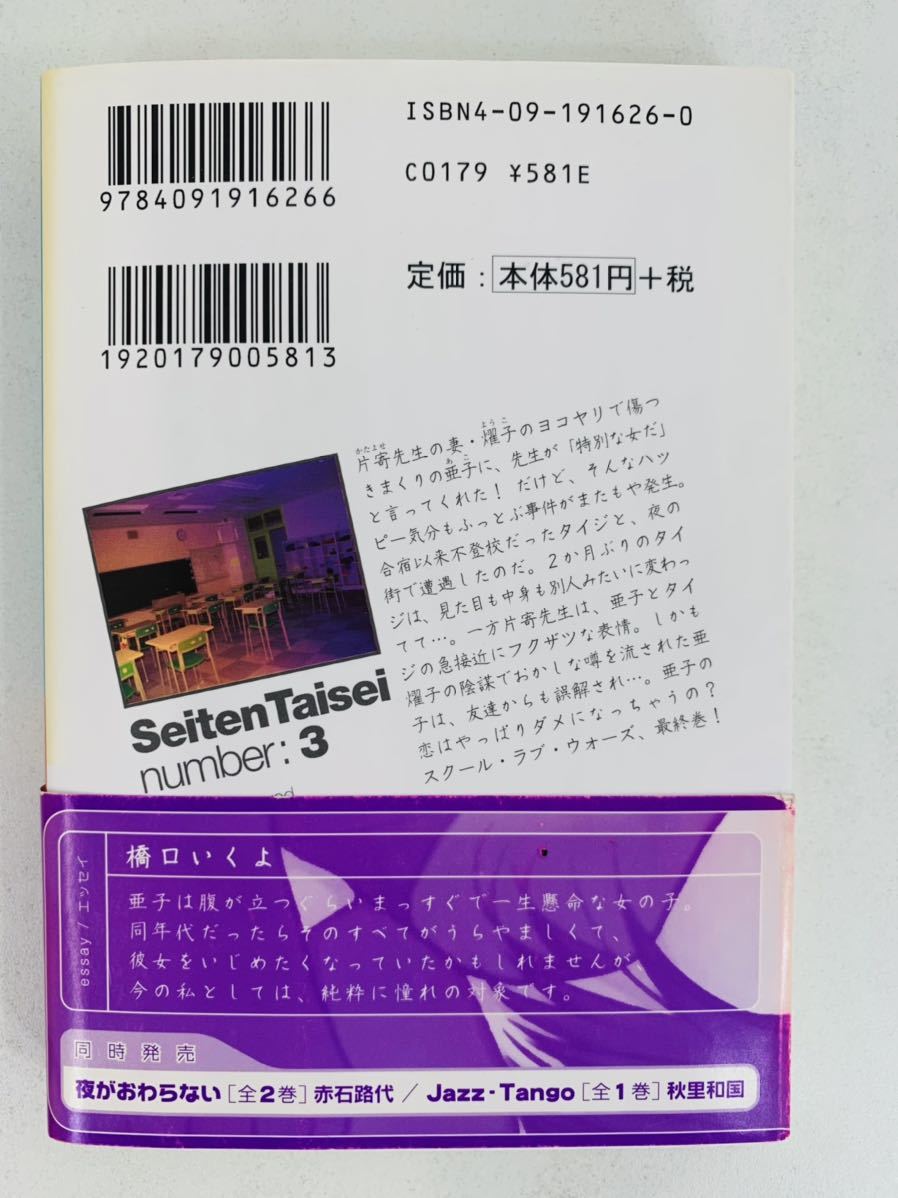 9784091916266
ISBN4-09-191626-0
C0179 ¥581E
1920179005813
定価：本体581円＋税
片寄先生の妻・燿子のヨコヤリで傷つ
きまくりの亜子に、先生が「特別な女だ」
と言ってくれた！ だけど、そんなハッ
ピー気分もふっとぶ事件がまたもや発生。
合宿以来不登校だったタイジと、夜の
街で遭遇したのだ。2か月ぶりのタイ
ジは、見た目も中身も別人みたいに変わっ
てて…。一方片寄先生は、亜子とタイ
ジの急接近にフクザツな表情。しかも
燿子の陰謀でおかしな噂を流された亜
子は、友達からも誤解され…。亜子の
恋はやっぱりダメになっちゃうの？
スクール・ラブ・ウォーズ、最終巻！
かたよせ
ようこ
あこ
SeitenTaisei
number: 3
essay / エッセイ
橋口いくよ
亜子は腹が立つぐらいまっすぐで一生懸命な女の子。
同年代だったらそのすべてがうらやましくて、
彼女をいじめたくなっていたかもしれませんが、
今の私としては、純粋に憧れの対象です。
同時発売
夜がおわらない［全2巻］赤石路代 / Jazz-Tango［全1巻］秋里和国